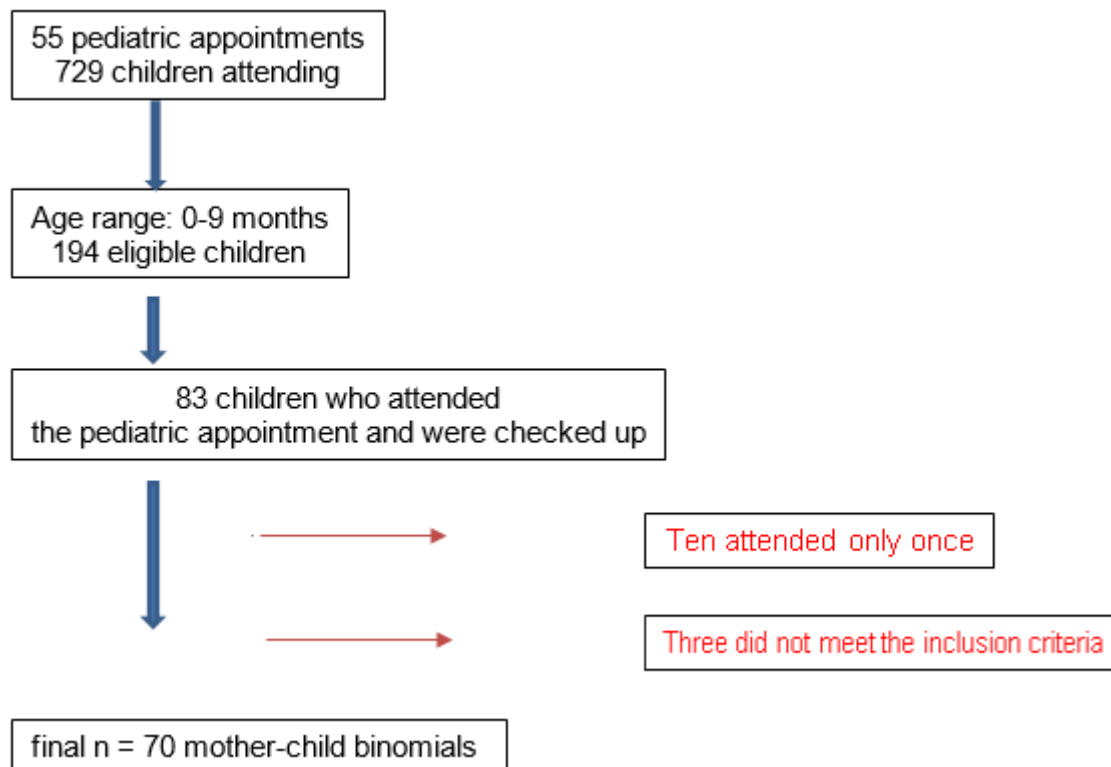 55 pediatric appointments
729 children attending
Age range: 0-9 months
194 eligible children
83 children who attended
the pediatric appointment and were checked up
Ten attended only once
Three did not meet the inclusion criteria
final n = 70 mother-child binomials